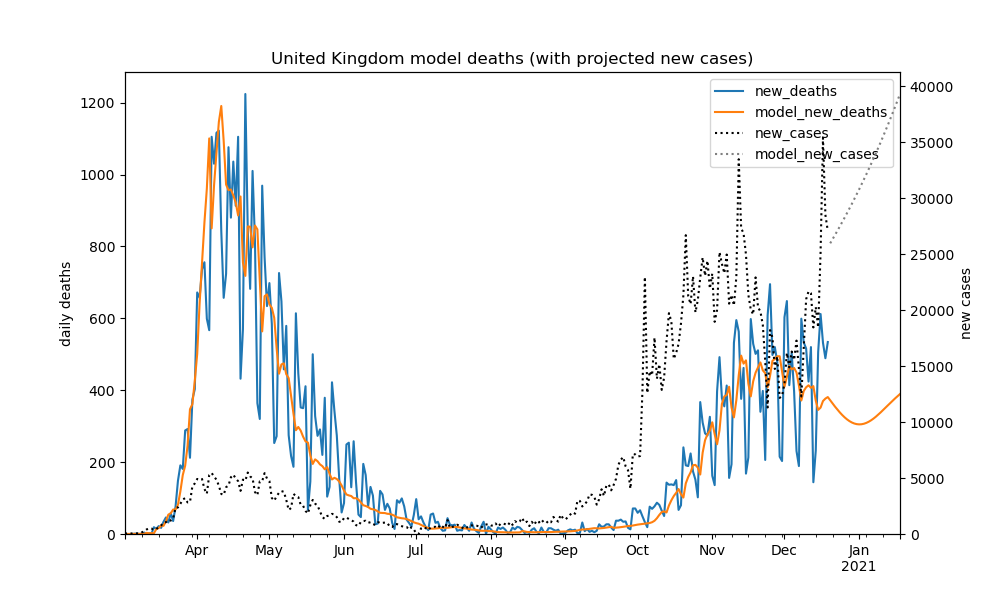 United Kingdom model deaths (with projected new cases)
new_deaths
model_new_deaths
new_cases
model_new_cases
daily deaths
1200
1000
800
600
400
200
0
40000
35000
30000
25000
20000
15000
10000
5000
0
new cases
Apr May Jun Jul Aug Sep Oct Nov Dec Jan
2021